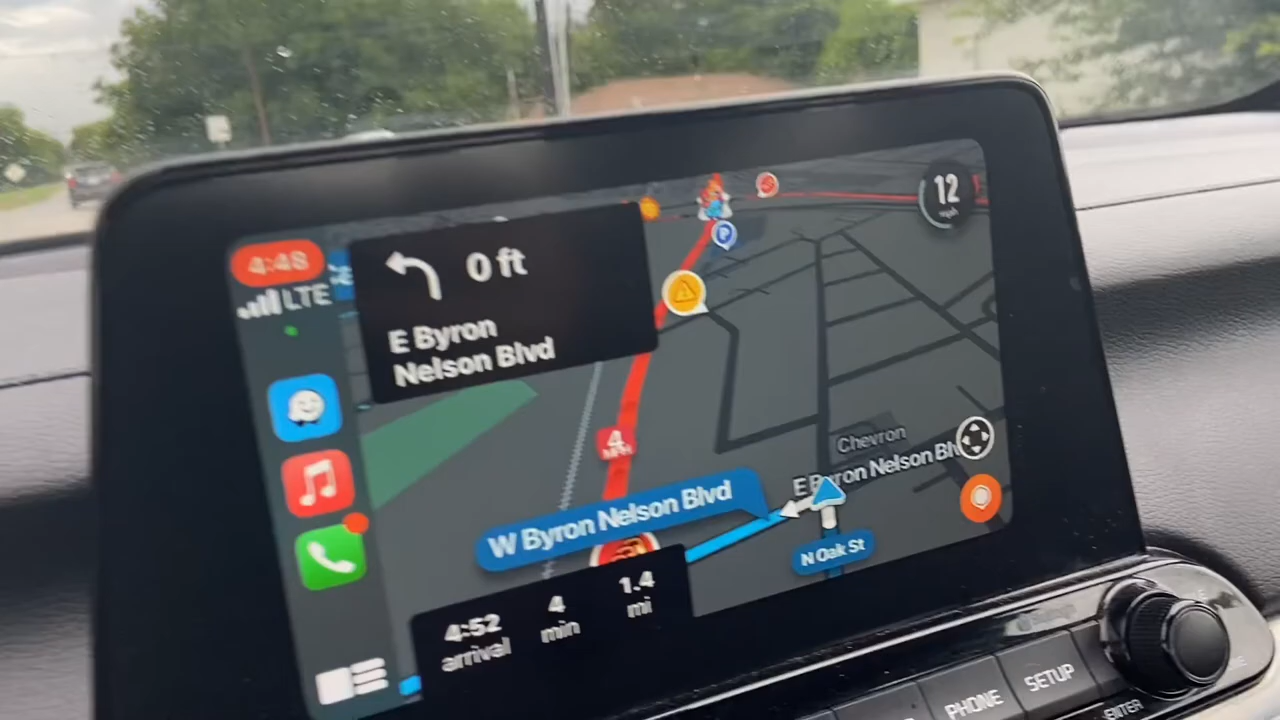 4:48
LTE
0 ft
E Byron
Nelson Blvd
12
mph
P
4
MPH
Chevron
E Byron Nelson
W Byron Nelson Blvd
N Oak St
4:52
arrival
4
min
1.4
mi
PHONE
SETUP
ENTER